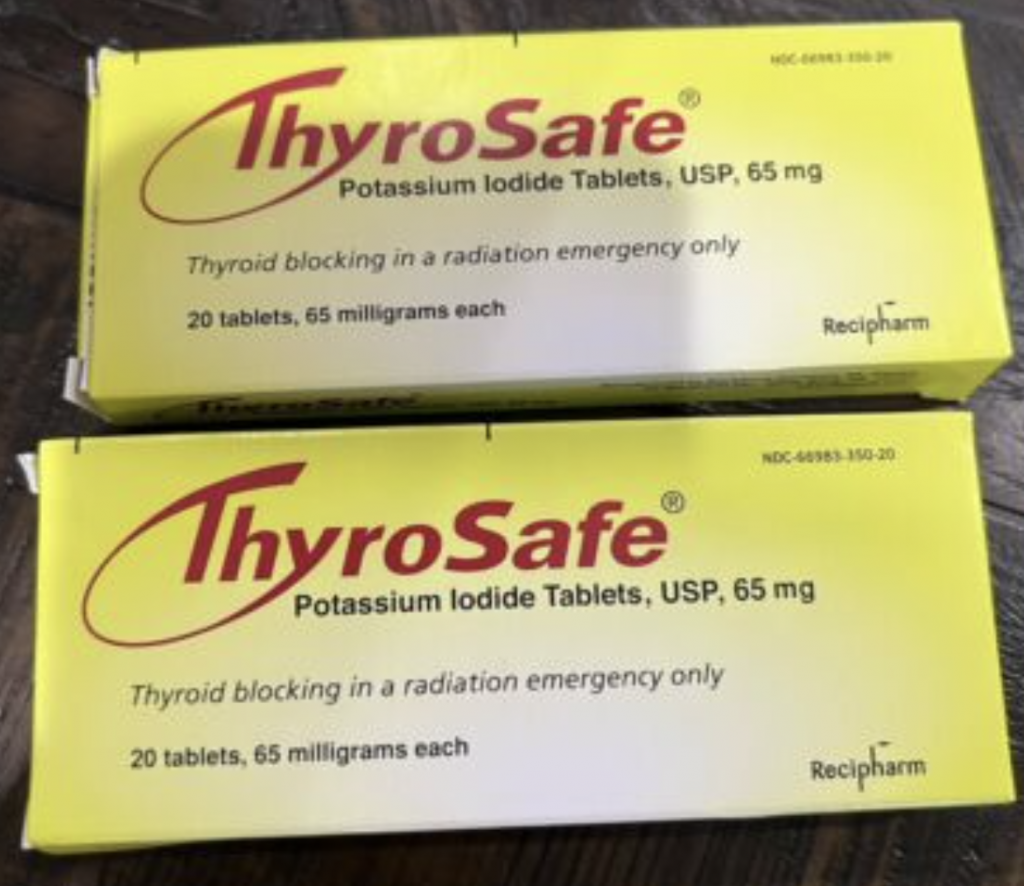 NDC-66983-350-20
ThyroSafe®
Potassium Iodide Tablets, USP, 65 mg
Thyroid blocking in a radiation emergency only
20 tablets, 65 milligrams each
Recipharm
ThyroSafe
NDC-66983-350-20
ThyroSafe®
Potassium Iodide Tablets, USP, 65 mg
Thyroid blocking in a radiation emergency only
20 tablets, 65 milligrams each
Recipharm